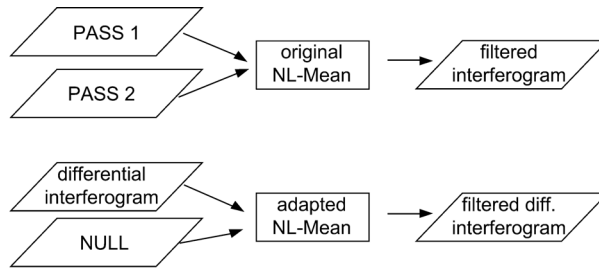 PASS 1
PASS 2
original
NL-Mean
filtered
interferogram
differential
interferogram
NULL
adapted
NL-Mean
filtered diff.
interferogram